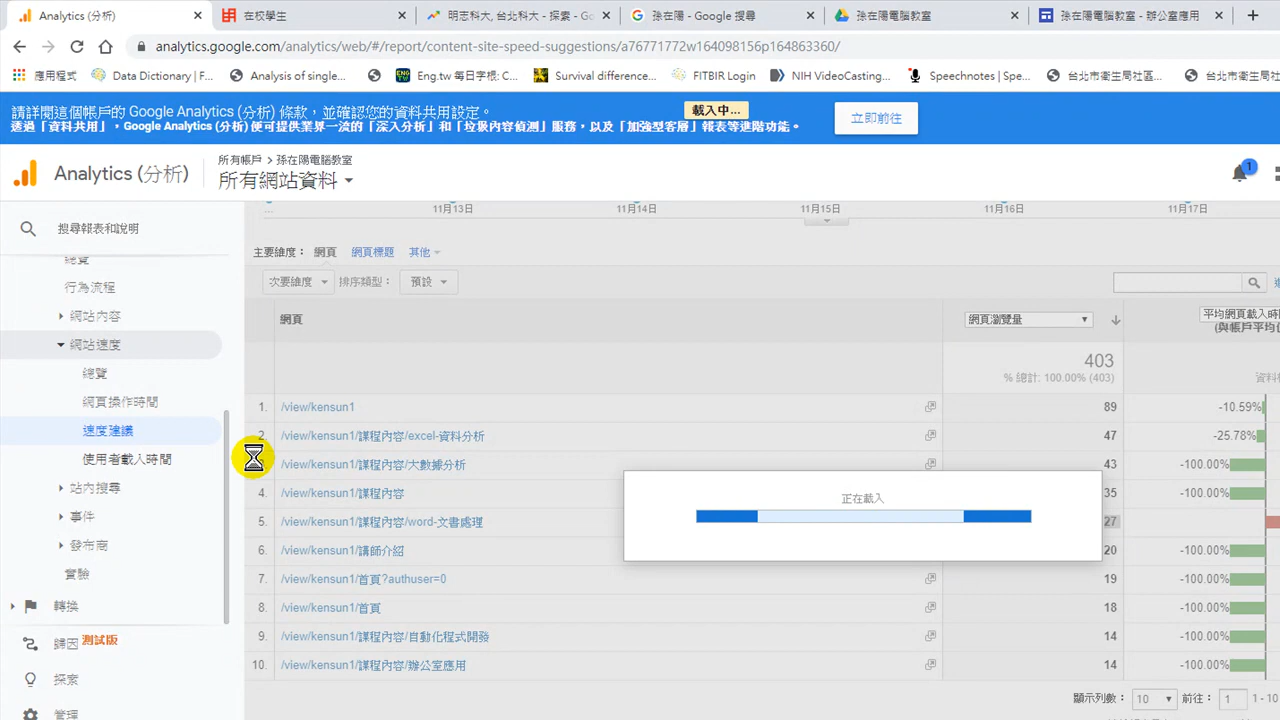 Analytics (分析)
在校學生
明志科大, 台北科大 - 探索 - G
孫在陽 - Google 搜尋
孫在陽電腦教室
孫在陽電腦教室 - 辦公室應用
analytics.google.com/analytics/web/#/report/content-site-speed-suggestions/a76771772w164098156p164863360/
應用程式
Data Dictionary | F...
Analysis of single...
Eng.tw 每日字根: C...
Survival difference...
FITBIR Login
NIH VideoCasting...
Speechnotes | Spe...
台北市衛生局社區...
台北市衛生局社
請詳閱這個帳戶的 Google Analytics (分析) 條款，並確認您的資料共用設定。
載入中...
透過「資料共用」，Google Analytics (分析) 便可提供業界一流的「深入分析」和「垃圾內容偵測」服務，以及「加強型客層」報表等進階功能。
立即前往
Analytics (分析)
所有帳戶 > 孫在陽電腦教室
所有網站資料
1
搜尋報表和說明
總覽
行為流程
網站內容
網站速度
總覽
網頁操作時間
速度建議
使用者載入時間
站內搜尋
事件
發布商
實驗
轉換
歸因 測試版
探索
管理
...
11月13日
11月14日
11月15日
11月16日
11月17日
主要維度： 網頁 網頁標題 其他
次要維度 排序類型： 預設
網頁
網頁瀏覽量
平均網頁載入時
(與帳戶平均
403
% 總計: 100.00% (403)
1. /view/kensun1 89 -10.59%
2. /view/kensun1/課程內容/excel-資料分析 47 -25.78%
/view/kensun1/課程內容/大數據分析 43 -100.00%
4. /view/kensun1/課程內容 35 -100.00%
5. /view/kensun1/課程內容/word-文書處理 27
6. /view/kensun1/講師介紹 20 -100.00%
7. /view/kensun1/首頁?authuser=0 19 -100.00%
8. /view/kensun1/首頁 18 -100.00%
9. /view/kensun1/課程內容/自動化程式開發 14 -100.00%
10. /view/kensun1/課程內容/辦公室應用 14 -100.00%
正在載入
顯示列數： 10 前往： 1 1 - 10